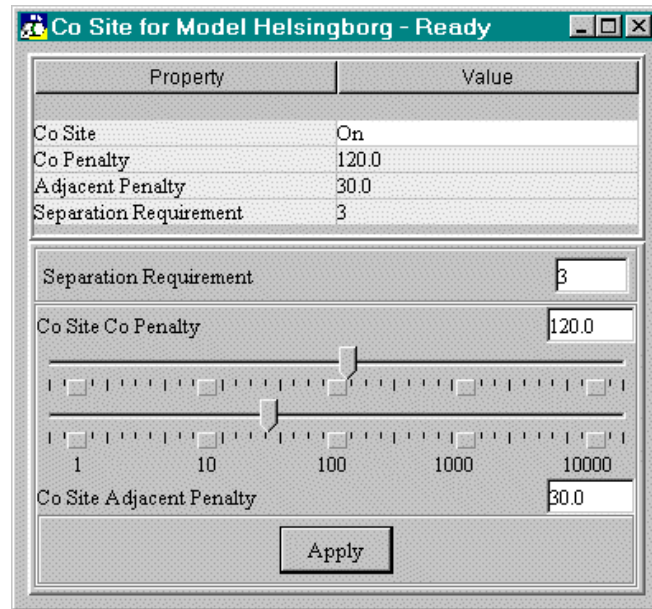 Co Site for Model Helsingborg - Ready
Property Value
Co Site On
Co Penalty 120.0
Adjacent Penalty 30.0
Separation Requirement 3
Separation Requirement 3
Co Site Co Penalty 120.0
1 10 100 1000 10000
Co Site Adjacent Penalty 30.0
Apply